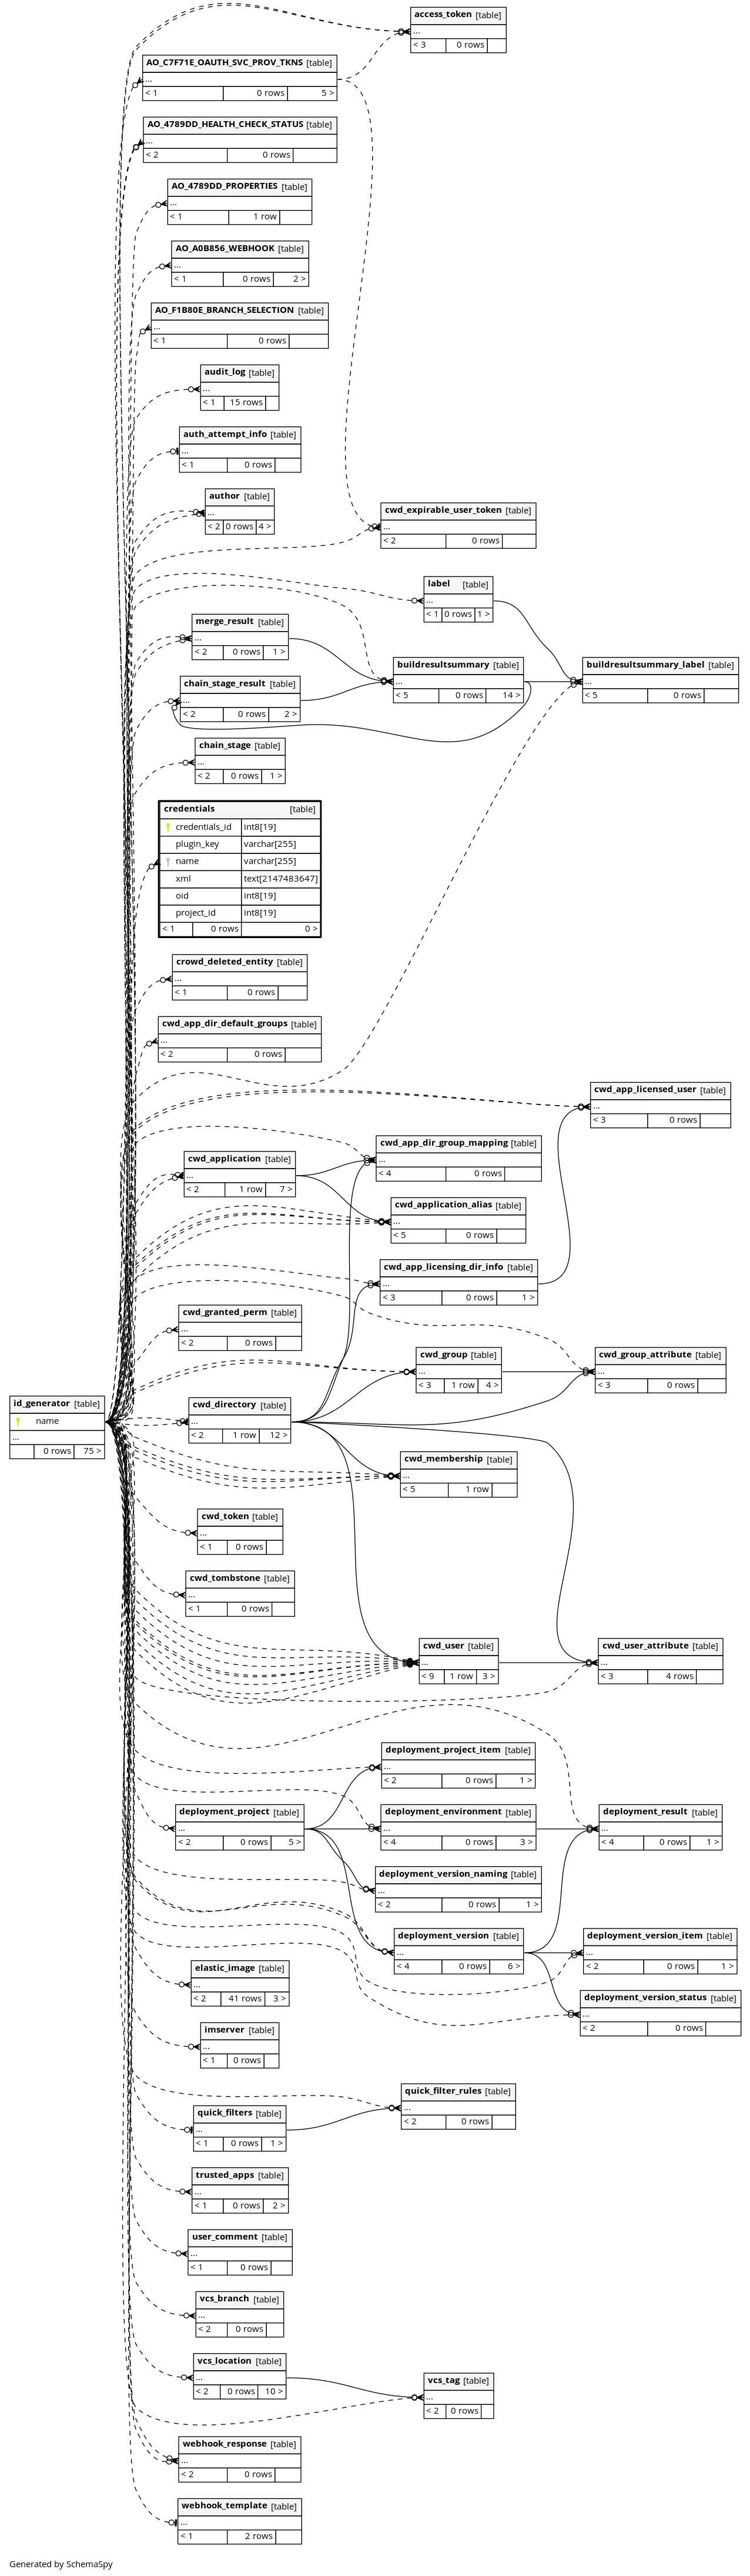 access_token [table]
...
< 3 0 rows
AO_C7F71E_OAUTH_SVC_PROV_TKNS [table]
...
< 1 0 rows 5 >
AO_4789DD_HEALTH_CHECK_STATUS [table]
...
< 2 0 rows
AO_4789DD_PROPERTIES [table]
...
< 1 1 row
AO_A0B856_WEBHOOK [table]
...
< 1 0 rows 2 >
AO_F1B80E_BRANCH_SELECTION [table]
...
< 1 0 rows
audit_log [table]
...
< 1 15 rows
auth_attempt_info [table]
...
< 1 0 rows
author [table]
...
< 2 0 rows 4 >
cwd_expirable_user_token [table]
...
< 2 0 rows
label [table]
...
< 1 0 rows 1 >
merge_result [table]
...
< 2 0 rows 1 >
buildresultsummary [table]
...
< 5 0 rows 14 >
buildresultsummary_label [table]
...
< 5 0 rows
chain_stage_result [table]
...
< 2 0 rows 2 >
chain_stage [table]
...
< 2 0 rows 1 >
credentials [table]
credentials_id int8[19]
plugin_key varchar[255]
name varchar[255]
xml text[2147483647]
oid int8[19]
project_id int8[19]
< 1 0 rows 0 >
crowd_deleted_entity [table]
...
< 1 0 rows
cwd_app_dir_default_groups [table]
...
< 2 0 rows
cwd_app_licensed_user [table]
...
< 3 0 rows
cwd_app_dir_group_mapping [table]
...
< 4 0 rows
cwd_application [table]
...
< 2 1 row 7 >
cwd_application_alias [table]
...
< 5 0 rows
cwd_app_licensing_dir_info [table]
...
< 3 0 rows 1 >
cwd_granted_perm [table]
...
< 2 0 rows
cwd_group [table]
...
< 3 1 row 4 >
cwd_group_attribute [table]
...
< 3 0 rows
id_generator [table]
name
...
0 rows 75 >
cwd_directory [table]
...
< 2 1 row 12 >
cwd_membership [table]
...
< 5 1 row
cwd_token [table]
...
< 1 0 rows
cwd_tombstone [table]
...
< 1 0 rows
cwd_user [table]
...
< 9 1 row 3 >
cwd_user_attribute [table]
...
< 3 4 rows
deployment_project_item [table]
...
< 2 0 rows 1 >
deployment_project [table]
...
< 2 0 rows 5 >
deployment_environment [table]
...
< 4 0 rows 3 >
deployment_result [table]
...
< 4 0 rows 1 >
deployment_version_naming [table]
...
< 2 0 rows 1 >
deployment_version [table]
...
< 4 0 rows 6 >
deployment_version_item [table]
...
< 2 0 rows 1 >
elastic_image [table]
...
< 2 41 rows 3 >
deployment_version_status [table]
...
< 2 0 rows
imserver [table]
...
< 1 0 rows
quick_filter_rules [table]
...
< 2 0 rows
quick_filters [table]
...
< 1 0 rows 1 >
trusted_apps [table]
...
< 1 0 rows 2 >
user_comment [table]
...
< 1 0 rows
vcs_branch [table]
...
< 2 0 rows
vcs_location [table]
...
< 2 0 rows 10 >
vcs_tag [table]
...
< 2 0 rows
webhook_response [table]
...
< 2 0 rows
webhook_template [table]
...
< 1 2 rows
Generated by SchemaSpy